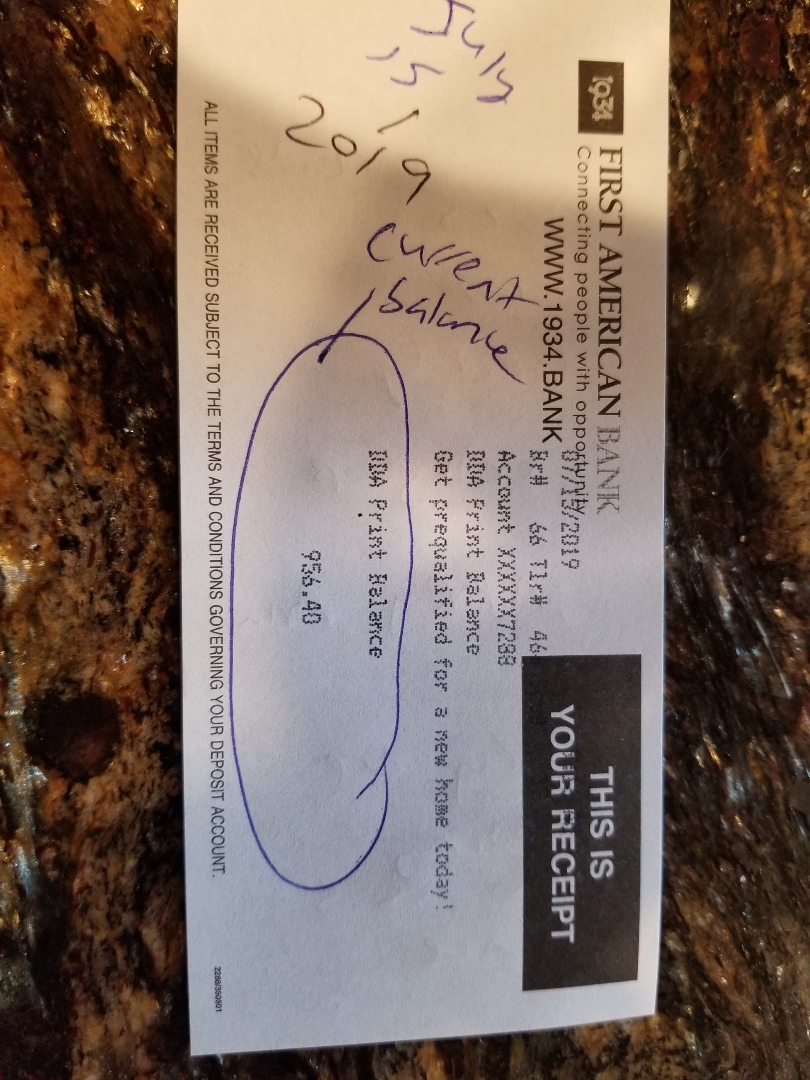 1934
FIRST AMERICAN BANK
Connecting people with opportunity
WWW.1934.BANK
THIS IS
YOUR RECEIPT
07/15/2019
Br# 66 Tlr# 46
Account XXXXXX7288
DDA Print Balance
Get prequalified for a new home today!
DDA Print Balance
956.40
July
15,
2019
current
balance
ALL ITEMS ARE RECEIVED SUBJECT TO THE TERMS AND CONDITIONS GOVERNING YOUR DEPOSIT ACCOUNT.